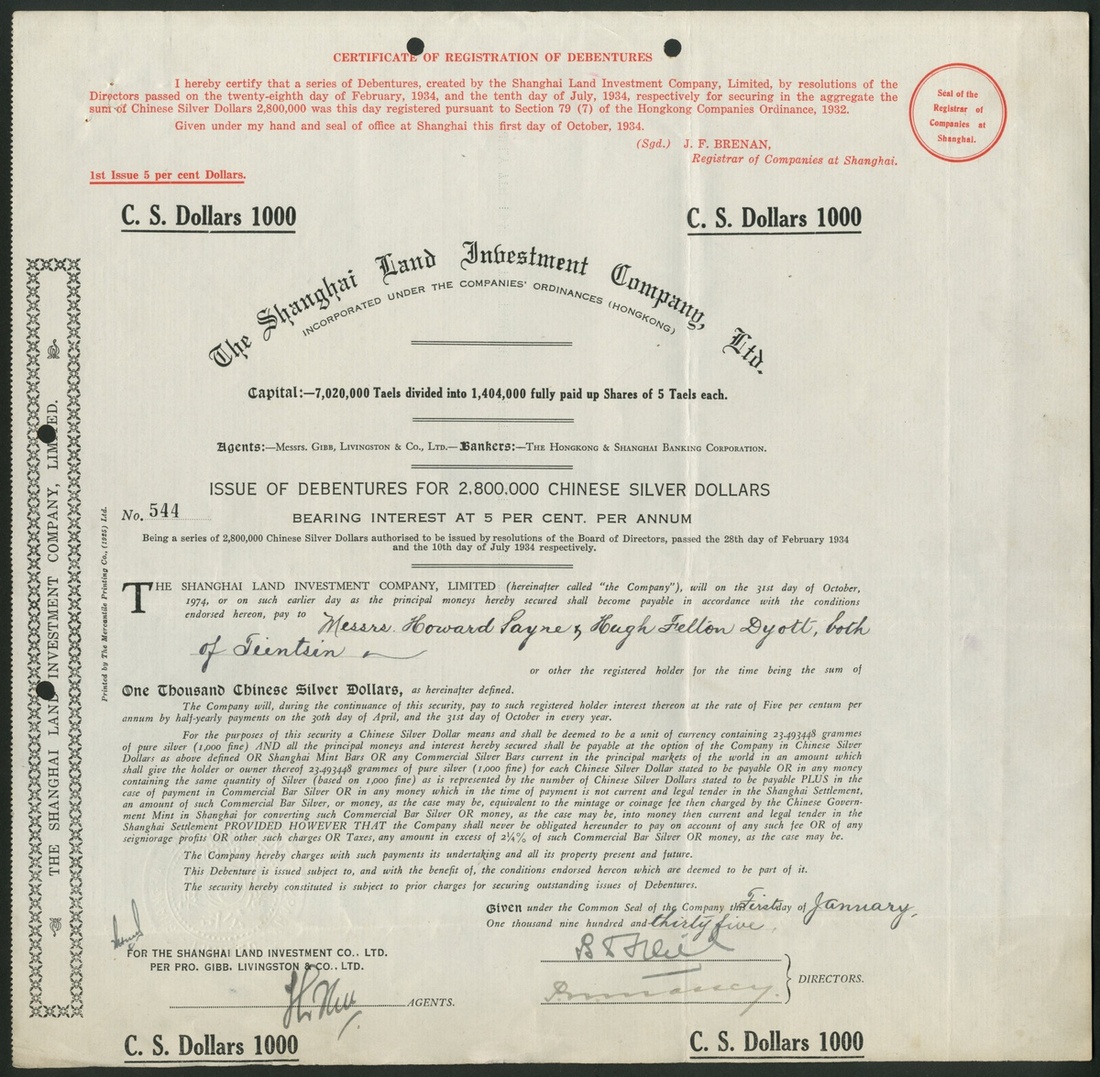 CERTIFICATE OF REGISTRATION OF DEBENTURES
I hereby certify that a series of Debentures, created by the Shanghai Land Investment Company, Limited, by resolutions of the
Directors passed on the twenty-eighth day of February, 1934, and the tenth day of July, 1934, respectively for securing in the aggregate the
sum of Chinese Silver Dollars 2,800,000 was this day registered pursuant to Section 79 (7) of the Hongkong Companies Ordinance, 1932.
Given under my hand and seal of office at Shanghai this first day of October, 1934.
(Sgd.) J. F. BRENAN,
Registrar of Companies at Shanghai.
Seal of the
Registrar of
Companies at
Shanghai.
1st Issue 5 per cent Dollars.
C. S. Dollars 1000
C. S. Dollars 1000
The Shanghai Land Investment Company, Ltd.
INCORPORATED UNDER THE COMPANIES' ORDINANCES (HONGKONG)
Capital:—7,020,000 Taels divided into 1,404,000 fully paid up Shares of 5 Taels each.
Agents:—Messrs. Gibb, Livingston & Co., Ltd.—Bankers:—The Hongkong & Shanghai Banking Corporation.
ISSUE OF DEBENTURES FOR 2,800,000 CHINESE SILVER DOLLARS
No. 544
BEARING INTEREST AT 5 PER CENT. PER ANNUM
Being a series of 2,800,000 Chinese Silver Dollars authorised to be issued by resolutions of the Board of Directors, passed the 28th day of February 1934
and the 10th day of July 1934 respectively.
THE SHANGHAI LAND INVESTMENT COMPANY, LIMITED (hereinafter called "the Company"), will on the 31st day of October,
1974, or on such earlier day as the principal moneys hereby secured shall become payable in accordance with the conditions
endorsed hereon, pay to Messrs. Howard Payne & Hugh Felton Dyott, both
of Tientsin
or other the registered holder for the time being the sum of
One Thousand Chinese Silver Dollars, as hereinafter defined.
The Company will, during the continuance of this security, pay to such registered holder interest thereon at the rate of Five per centum per
annum by half-yearly payments on the 30th day of April, and the 31st day of October in every year.
For the purposes of this security a Chinese Silver Dollar means and shall be deemed to be a unit of currency containing 23.493448 grammes
of pure silver (1,000 fine) AND all the principal moneys and interest hereby secured shall be payable at the option of the Company in Chinese Silver
Dollars as above defined OR Shanghai Mint Bars OR any Commercial Silver Bars current in the principal markets of the world in an amount which
shall give the holder or owner thereof 23.493448 grammes of pure silver (1,000 fine) for each Chinese Silver Dollar stated to be payable OR in any money
containing the same quantity of Silver (based on 1,000 fine) as is represented by the number of Chinese Silver Dollars stated to be payable PLUS in the
case of payment in Commercial Bar Silver OR in any money which in the time of payment is not current and legal tender in the Shanghai Settlement,
an amount of such Commercial Bar Silver, or money, as the case may be, equivalent to the mintage or coinage fee then charged by the Chinese Govern-
ment Mint in Shanghai for converting such Commercial Bar Silver OR money, as the case may be, into money then current and legal tender in the
Shanghai Settlement PROVIDED HOWEVER THAT the Company shall never be obligated hereunder to pay on account of any such fee OR of any
seigniorage profits OR other such charges OR Taxes, any amount in excess of 2¼% of such Commercial Bar Silver OR money, as the case may be.
The Company hereby charges with such payments its undertaking and all its property present and future.
This Debenture is issued subject to, and with the benefit of, the conditions endorsed hereon which are deemed to be part of it.
The security hereby constituted is subject to prior charges for securing outstanding issues of Debentures.
Given under the Common Seal of the Company the First day of January,
One thousand nine hundred and thirty five.
FOR THE SHANGHAI LAND INVESTMENT CO.. LTD.
PER PRO. GIBB. LIVINGSTON & CO.. LTD.
AGENTS.
DIRECTORS.
C. S. Dollars 1000
C. S. Dollars 1000
THE SHANGHAI LAND INVESTMENT COMPANY, LIMITED.
Printed by The Mercantile Printing Co., (1925) Ltd.